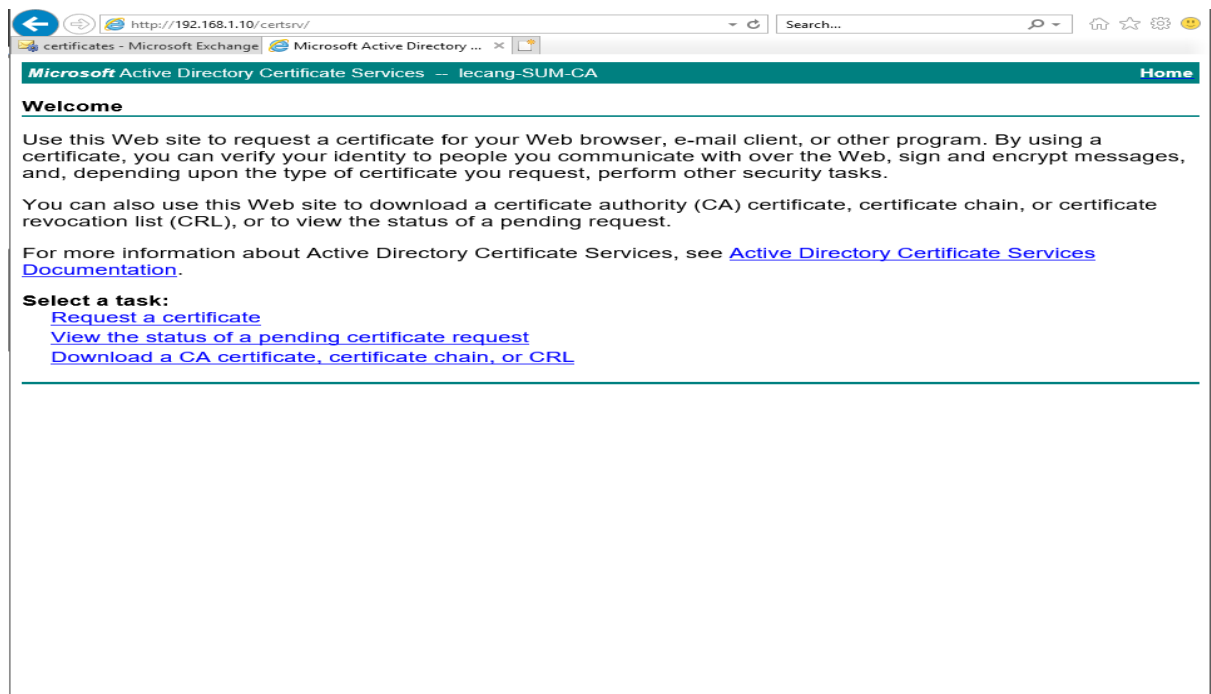 http://192.168.1.10/certsrv/
Search...
certificates - Microsoft Exchange
Microsoft Active Directory ...
Microsoft Active Directory Certificate Services -- lecang-SUM-CA
Home
Welcome
Use this Web site to request a certificate for your Web browser, e-mail client, or other program. By using a
certificate, you can verify your identity to people you communicate with over the Web, sign and encrypt messages,
and, depending upon the type of certificate you request, perform other security tasks.
You can also use this Web site to download a certificate authority (CA) certificate, certificate chain, or certificate
revocation list (CRL), or to view the status of a pending request.
For more information about Active Directory Certificate Services, see Active Directory Certificate Services
Documentation.
Select a task:
Request a certificate
View the status of a pending certificate request
Download a CA certificate, certificate chain, or CRL